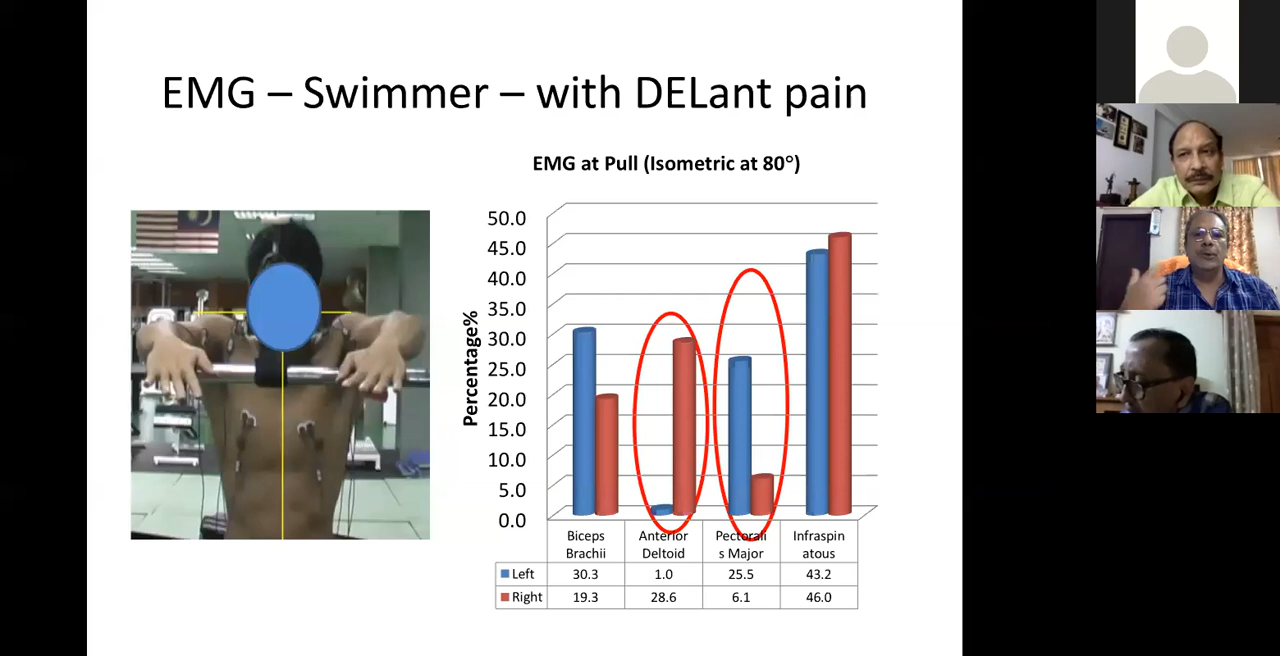 EMG – Swimmer – with DELant pain
EMG at Pull (Isometric at 80°)
Percentage%
50.0
45.0
40.0
35.0
30.0
25.0
20.0
15.0
10.0
5.0
0.0
Biceps Brachii
Anterior Deltoid
Pectorali s Major
Infraspin atous
Left 30.3 1.0 25.5 43.2
Right 19.3 28.6 6.1 46.0